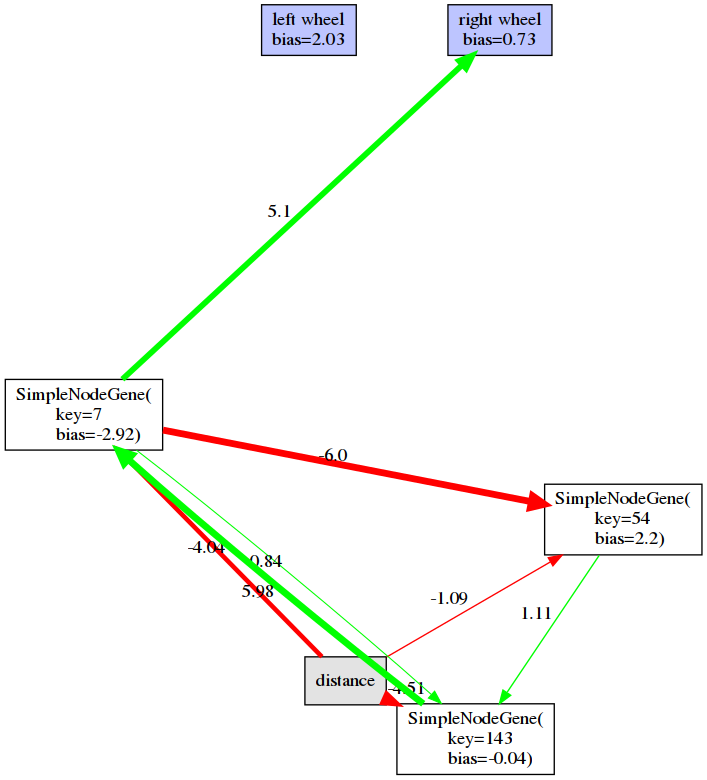 left wheel
bias=2.03
right wheel
bias=0.73
5.1
SimpleNodeGene(
key=7
bias=-2.92)
-6.0
SimpleNodeGene(
key=54
bias=2.2)
-4.04
0.84
5.98
-1.09
1.11
distance
-4.51
SimpleNodeGene(
key=143
bias=-0.04)